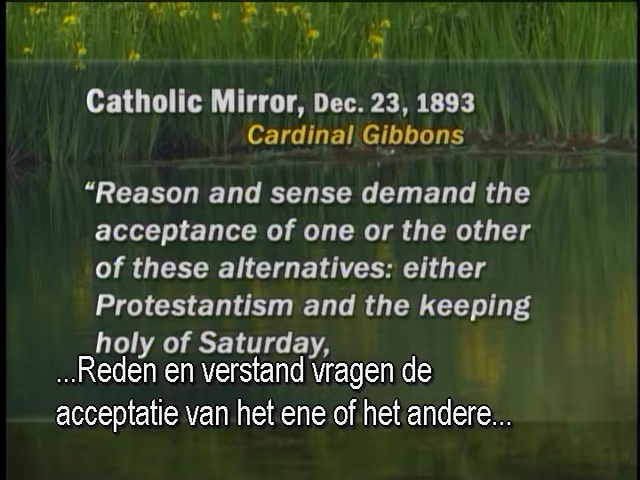 Catholic Mirror, Dec. 23, 1893
Cardinal Gibbons
“Reason and sense demand the
acceptance of one or the other
of these alternatives: either
Protestantism and the keeping
holy of Saturday,
...Reden en verstand vragen de
acceptatie van het ene of het andere...